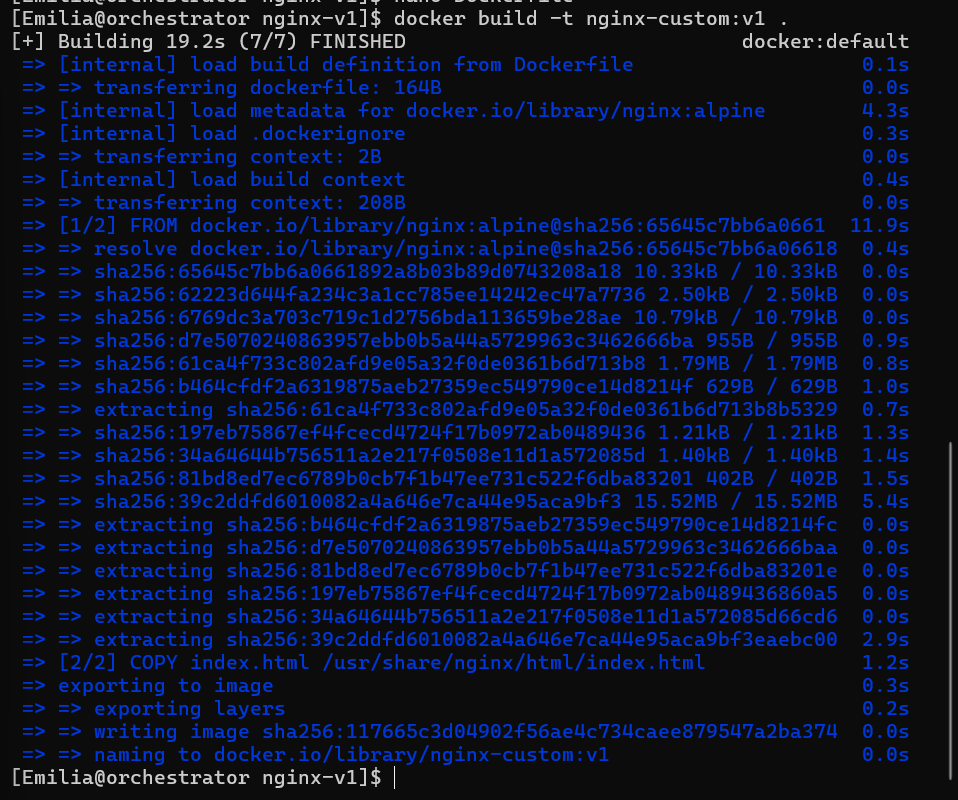 [Emilia@orchestrator nginx-v1]$ nano Dockerfile
[Emilia@orchestrator nginx-v1]$ docker build -t nginx-custom:v1 .
[+] Building 19.2s (7/7) FINISHED docker:default
=> [internal] load build definition from Dockerfile 0.1s
=> => transferring dockerfile: 164B 0.0s
=> [internal] load metadata for docker.io/library/nginx:alpine 4.3s
=> [internal] load .dockerignore 0.3s
=> => transferring context: 2B 0.0s
=> [internal] load build context 0.4s
=> => transferring context: 208B 0.0s
=> [1/2] FROM docker.io/library/nginx:alpine@sha256:65645c7bb6a0661 11.9s
=> => resolve docker.io/library/nginx:alpine@sha256:65645c7bb6a06618 0.4s
=> => sha256:65645c7bb6a0661892a8b03b89d0743208a18 10.33kB / 10.33kB 0.0s
=> => sha256:62223d644fa234c3a1cc785ee14242ec47a7736 2.50kB / 2.50kB 0.0s
=> => sha256:6769dc3a703c719c1d2756bda113659be28ae 10.79kB / 10.79kB 0.0s
=> => sha256:d7e5070240863957ebb0b5a44a5729963c3462666ba 955B / 955B 0.9s
=> => sha256:61ca4f733c802afd9e05a32f0de0361b6d713b8 1.79MB / 1.79MB 0.8s
=> => sha256:b464cfdf2a6319875aeb27359ec549790ce14d8214f 629B / 629B 1.0s
=> => extracting sha256:61ca4f733c802afd9e05a32f0de0361b6d713b8b5329 0.7s
=> => sha256:197eb75867ef4fcecd4724f17b0972ab0489436 1.21kB / 1.21kB 1.3s
=> => sha256:34a64644b756511a2e217f0508e11d1a572085d 1.40kB / 1.40kB 1.4s
=> => sha256:81bd8ed7ec6789b0cb7f1b47ee731c522f6dba83201 402B / 402B 1.5s
=> => sha256:39c2ddfd6010082a4a646e7ca44e95aca9bf3 15.52MB / 15.52MB 5.4s
=> => extracting sha256:b464cfdf2a6319875aeb27359ec549790ce14d8214fc 0.0s
=> => extracting sha256:d7e5070240863957ebb0b5a44a5729963c3462666baa 0.0s
=> => extracting sha256:81bd8ed7ec6789b0cb7f1b47ee731c522f6dba83201e 0.0s
=> => extracting sha256:197eb75867ef4fcecd4724f17b0972ab0489436860a5 0.0s
=> => extracting sha256:34a64644b756511a2e217f0508e11d1a572085d66cd6 0.0s
=> => extracting sha256:39c2ddfd6010082a4a646e7ca44e95aca9bf3eaebc00 2.9s
=> [2/2] COPY index.html /usr/share/nginx/html/index.html 1.2s
=> exporting to image 0.3s
=> => exporting layers 0.2s
=> => writing image sha256:117665c3d04902f56ae4c734caee879547a2ba374 0.0s
=> => naming to docker.io/library/nginx-custom:v1 0.0s
[Emilia@orchestrator nginx-v1]$